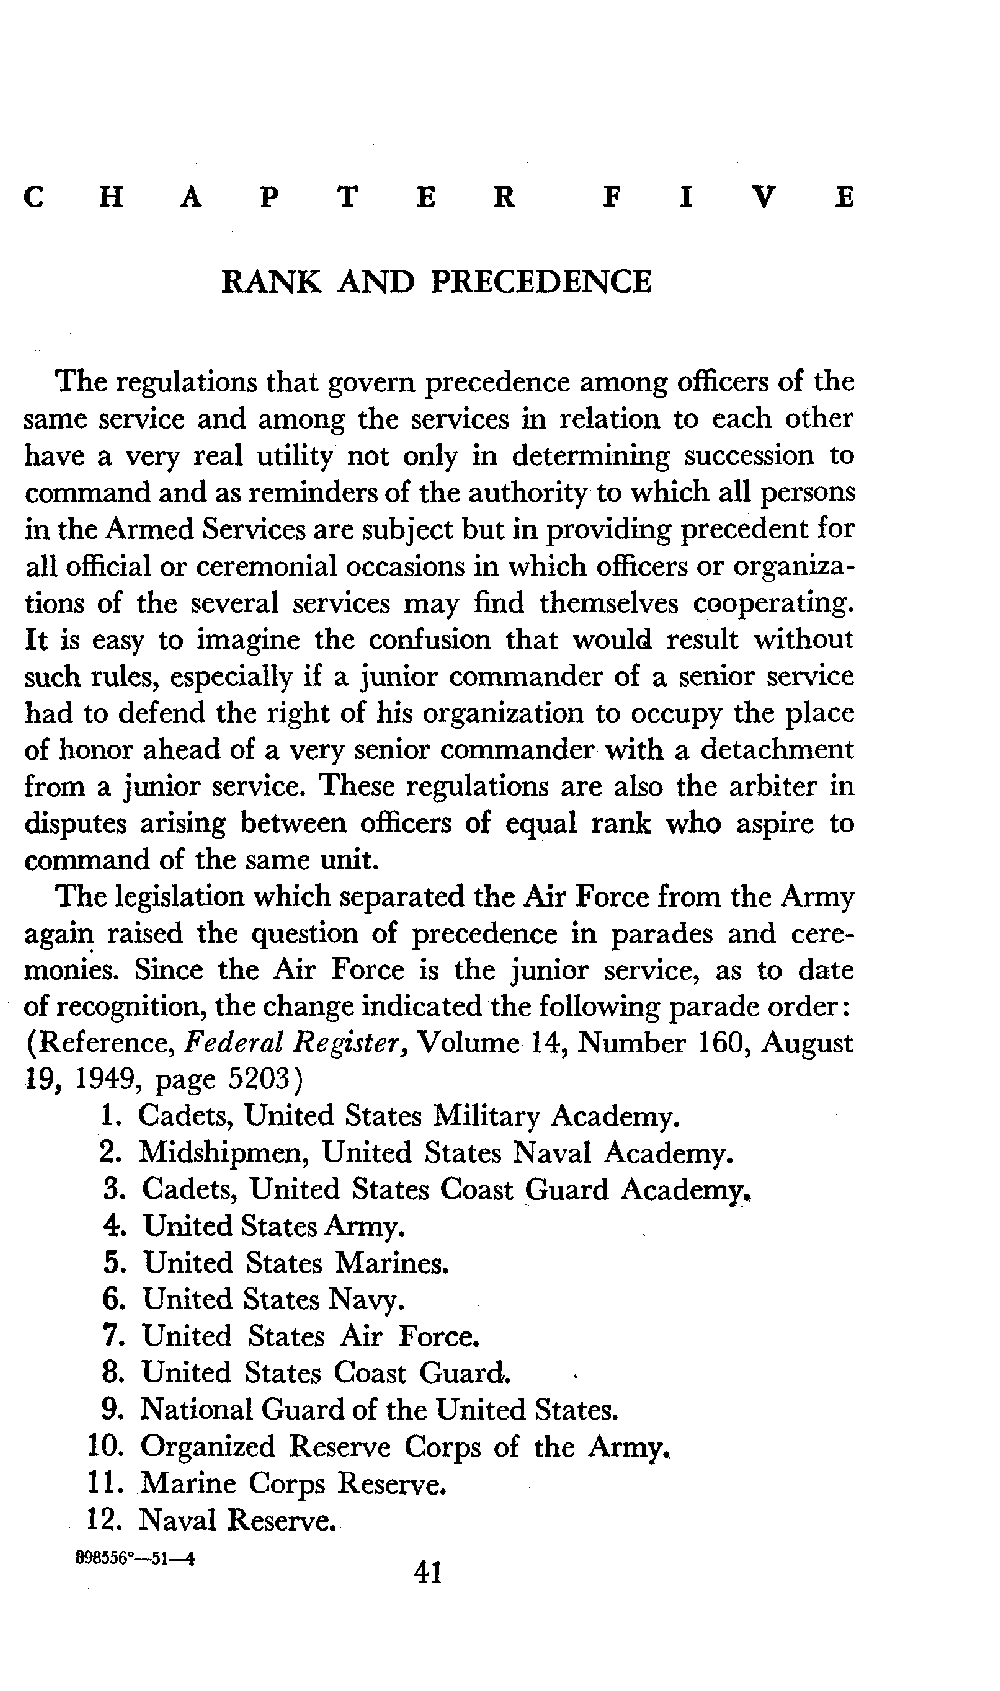 CHAPTER FIVE
RANK AND PRECEDENCE
The regulations that govern precedence among officers of the
same service and among the services in relation to each other
have a very real utility not only in determining succession to
command and as reminders of the authority to which all persons
in the Armed Services are subject but in providing precedent for
all official or ceremonial occasions in which officers or organiza-
tions of the several services may find themselves cooperating.
It is easy to imagine the confusion that would result without
such rules, especially if a junior commander of a senior service
had to defend the right of his organization to occupy the place
of honor ahead of a very senior commander with a detachment
from a junior service. These regulations are also the arbiter in
disputes arising between officers of equal rank who aspire to
command of the same unit.
The legislation which separated the Air Force from the Army
again raised the question of precedence in parades and cere-
monies. Since the Air Force is the junior service, as to date
of recognition, the change indicated the following parade order:
(Reference, Federal Register, Volume 14, Number 160, August
19, 1949, page 5203)
1. Cadets, United States Military Academy.
2. Midshipmen, United States Naval Academy.
3. Cadets, United States Coast Guard Academy.
4. United States Army.
5. United States Marines.
6. United States Navy.
7. United States Air Force.
8. United States Coast Guard.
9. National Guard of the United States.
10. Organized Reserve Corps of the Army.
11. Marine Corps Reserve.
12. Naval Reserve.
898556°—51—4
41